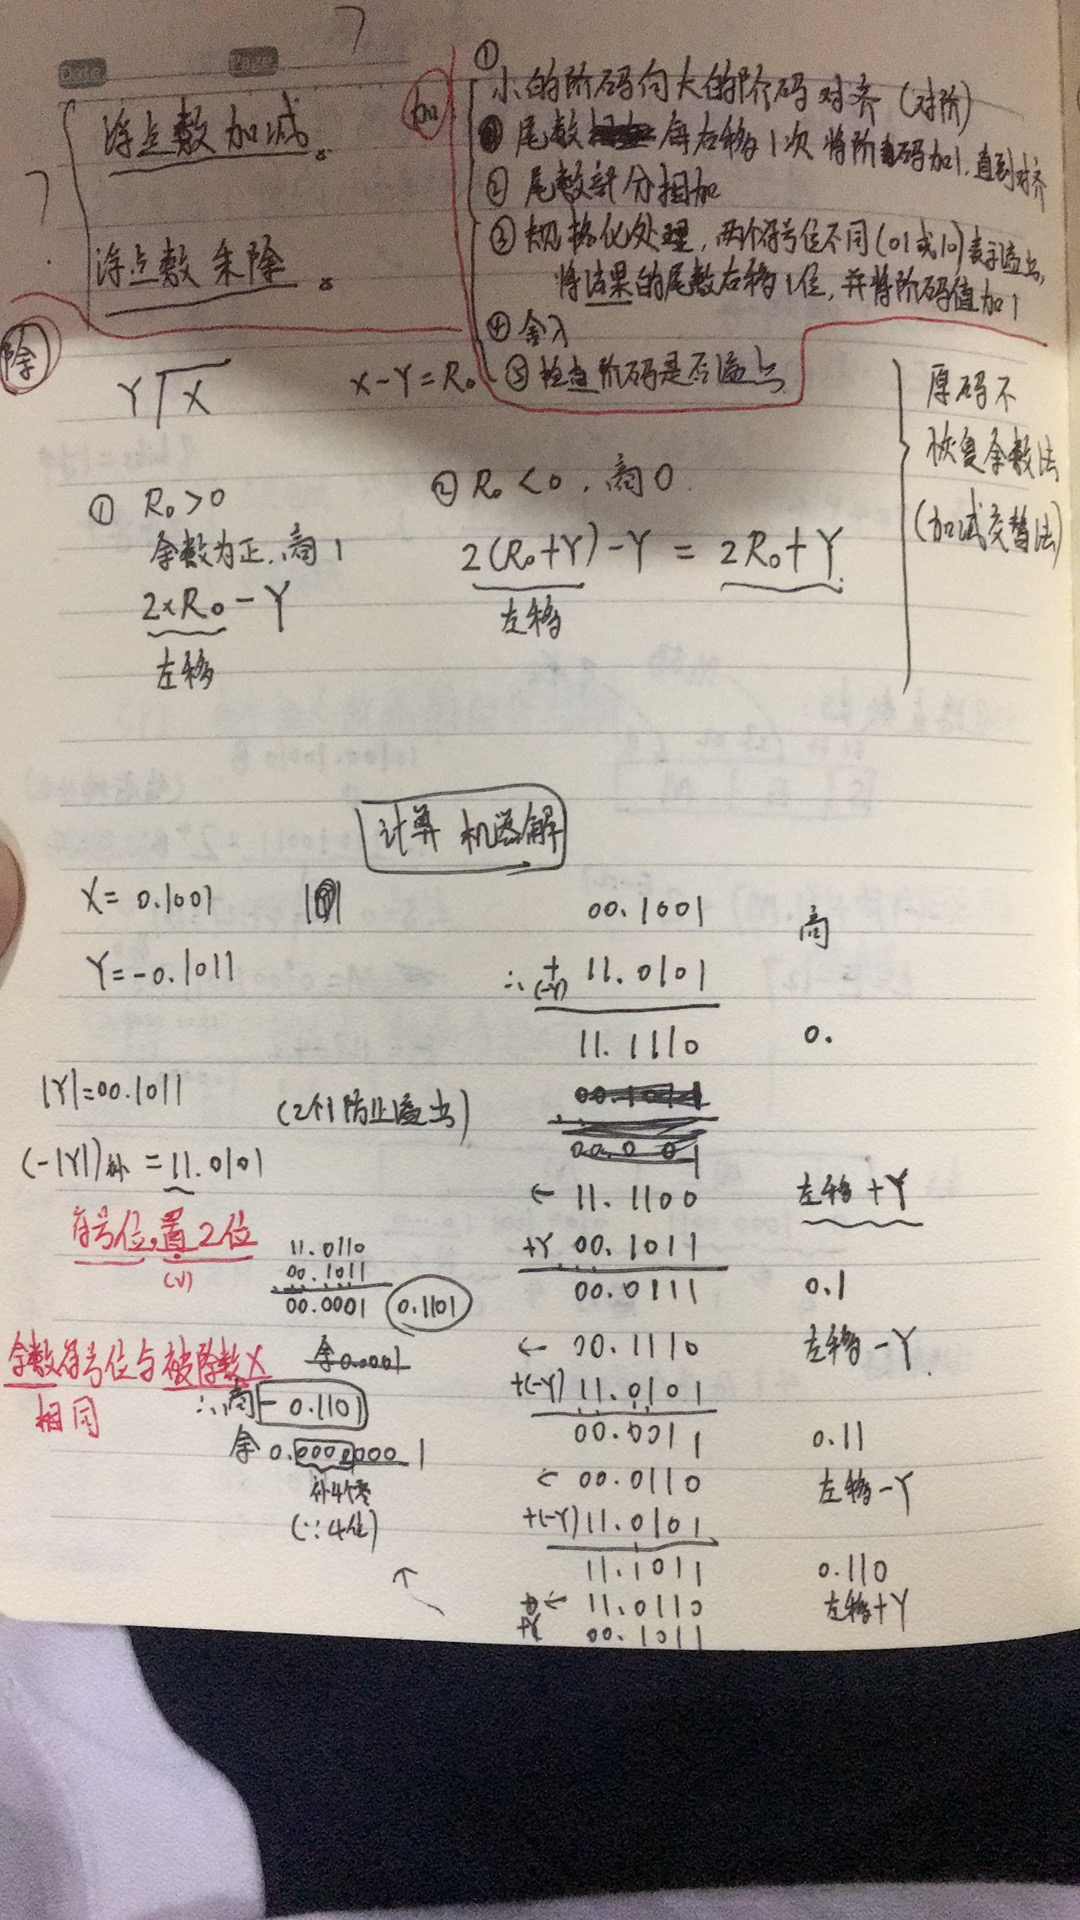 Date
Page
浮点数加减。
浮点数乘除。
加
①
小的阶码向大的阶码对齐(对阶)
尾数 每右移1次 将阶码加1,直到对齐
② 尾数部分相加
③ 规格化处理,两个符号位不同(01或10)表示溢出,
将结果的尾数右移1位,并将阶码值加1
④ 舍入
⑤ 检查阶码是否溢出
除
Y X
X-Y=R₀
原码不
恢复余数法
(加减交替法)
① R₀>0
余数为正,商1
2×R₀-Y
左移
② R₀<0,商0
2(R₀+Y)-Y = 2R₀+Y
左移
计算 机器解
X= 0.1001
Y=-0.1011
|Y|=00.1011
(2个1防止溢出)
(-|Y|)补 =11.0101
符号位,置2位
(√)
余数符号位与被除数X
相同
11.0110
00.1011
00.0001
0.1101
余0.0001
∴商 -0.1101
余0.00000001
补4个零
(∵4位)
00.1001
商
∴ +(-Y) 11.0101
11.1110 0.
← 11.1100 左移+Y
+Y 00.1011
00.0111 0.1
← 00.1110 左移-Y
+(-Y) 11.0101
00.0011 0.11
← 00.0110 左移-Y
+(-Y) 11.0101
11.1011 0.110
← 11.0110 左移+Y
+Y 00.1011